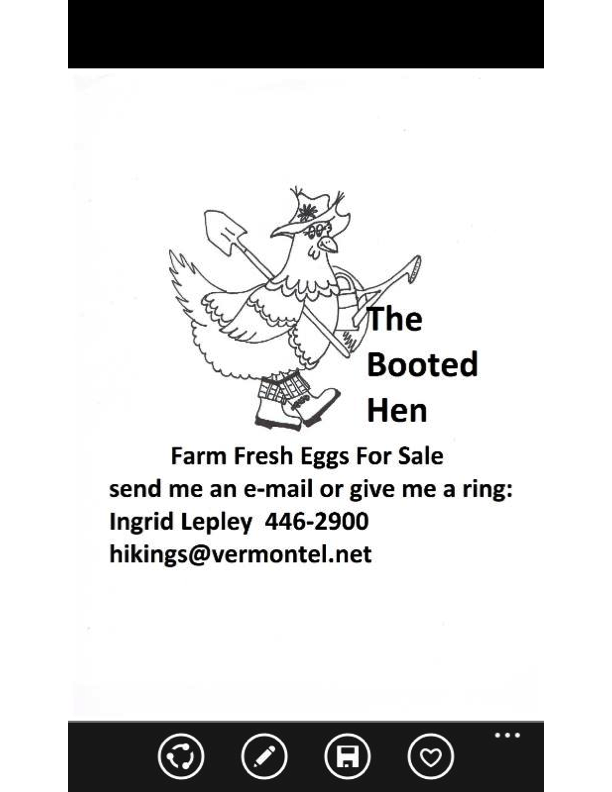 The
Booted
Hen
Farm Fresh Eggs For Sale
send me an e-mail or give me a ring:
Ingrid Lepley 446-2900
hikings@vermontel.net